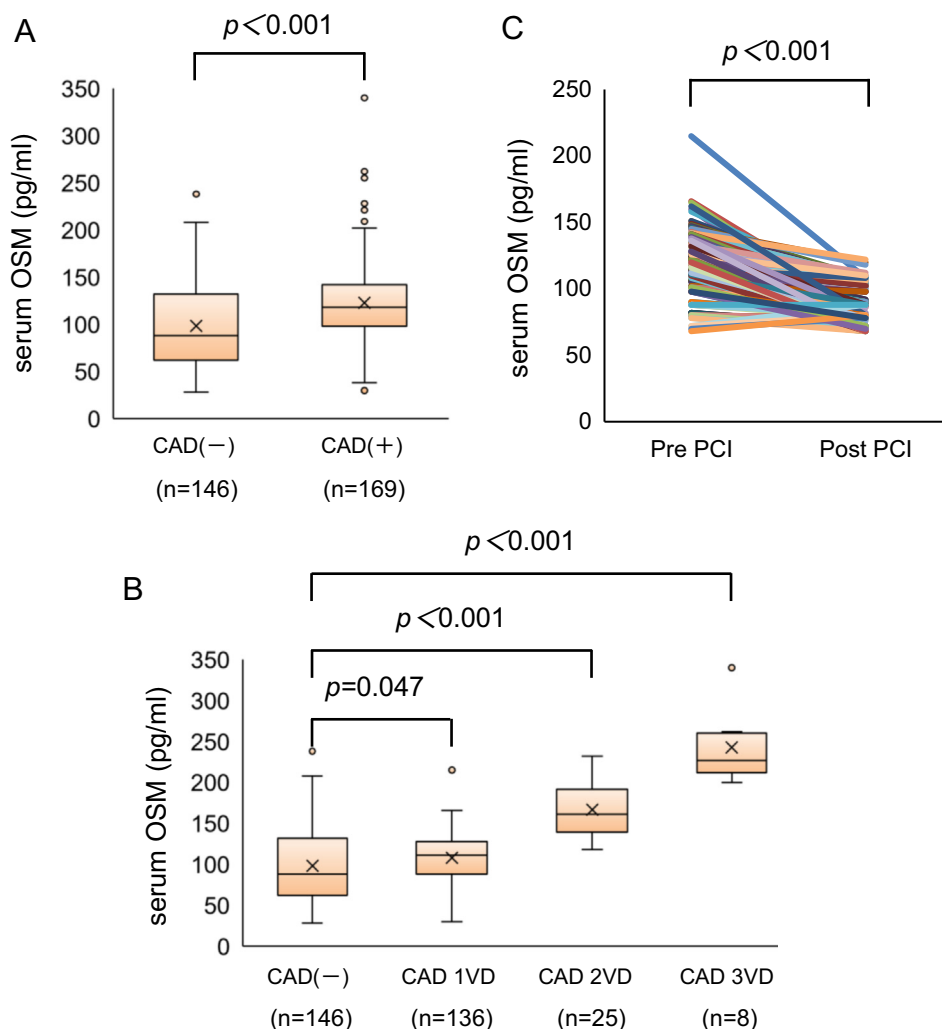 A
p<0.001
serum OSM (pg/ml)
350
300
250
200
150
100
50
0
CAD(－) CAD(+)
(n=146) (n=169)
C
p<0.001
serum OSM (pg/ml)
250
200
150
100
50
0
Pre PCI Post PCI
B
p<0.001
p<0.001
p=0.047
serum OSM (pg/ml)
350
300
250
200
150
100
50
0
CAD(－) CAD 1VD CAD 2VD CAD 3VD
(n=146) (n=136) (n=25) (n=8)